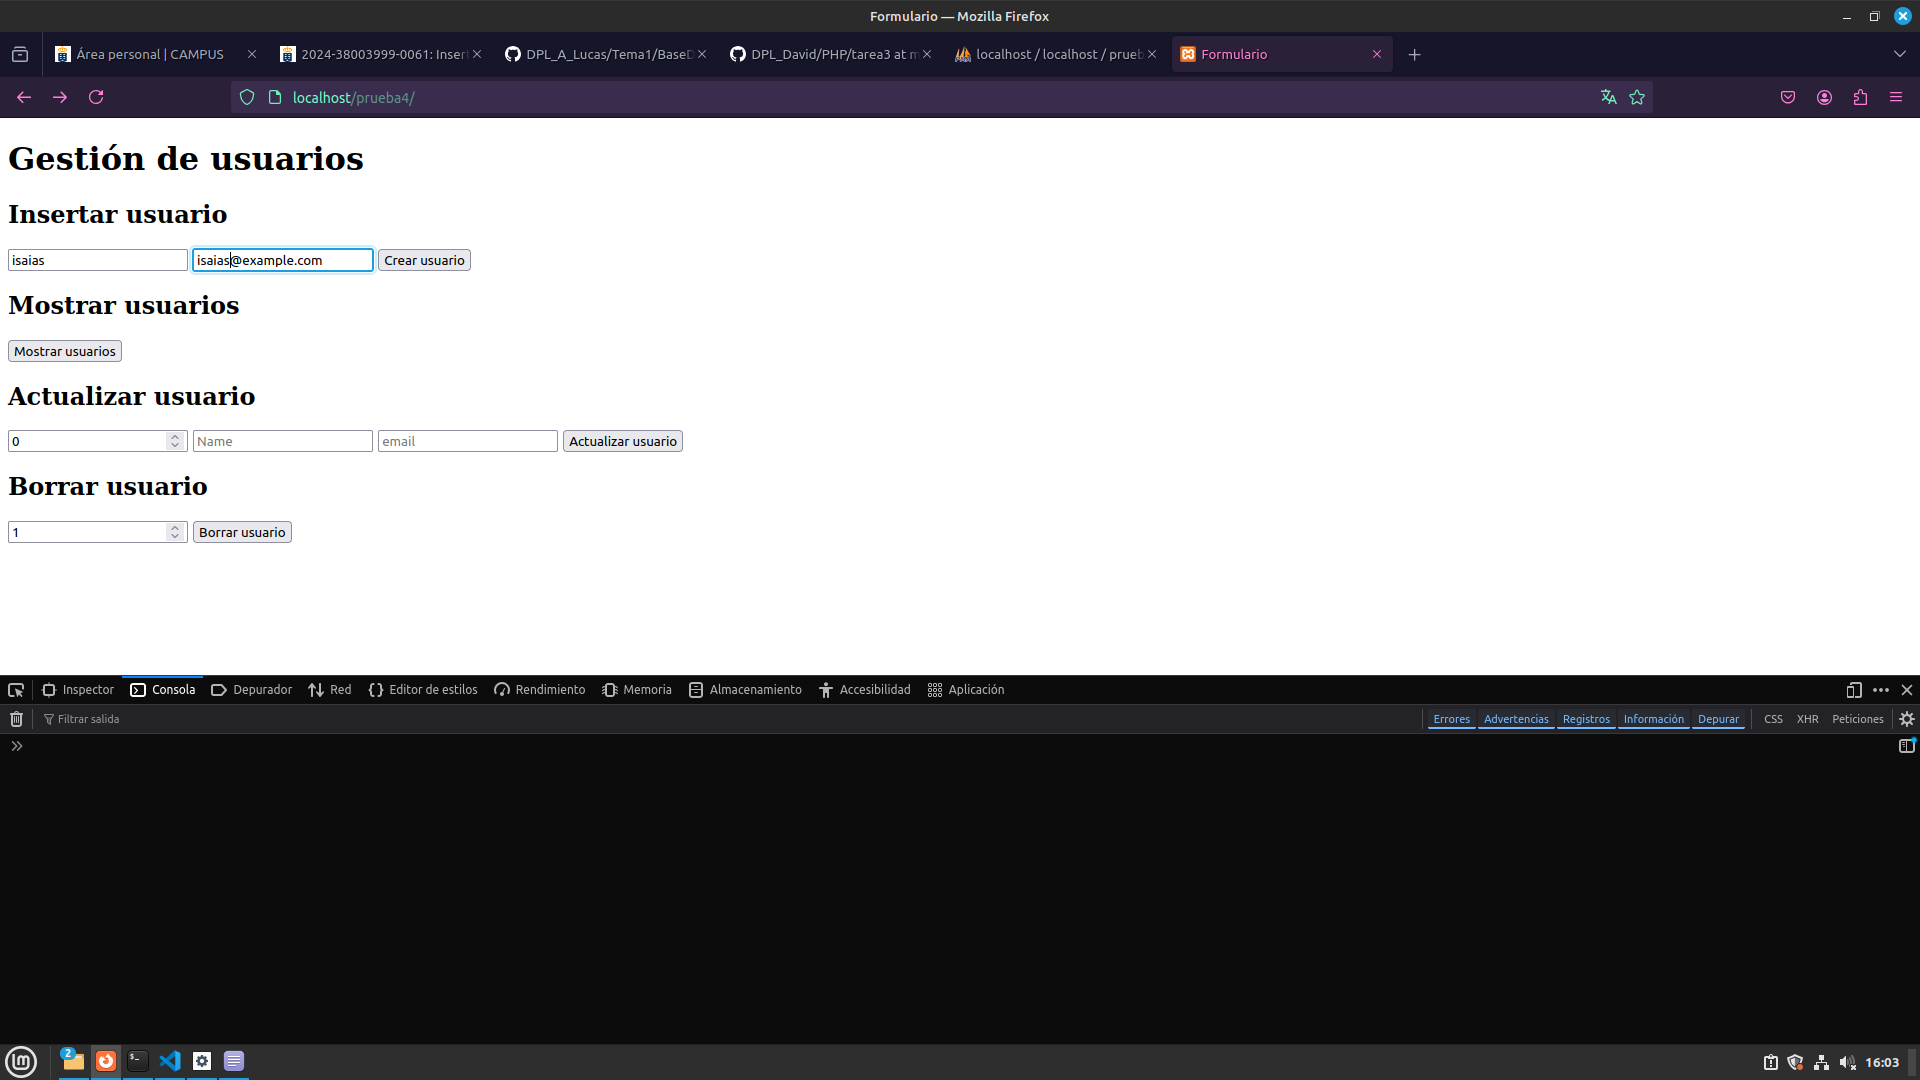 Formulario — Mozilla Firefox
Área personal | CAMPUS
2024-38003999-0061: Inser
DPL_A_Lucas/Tema1/BaseD
DPL_David/PHP/tarea3 at m
localhost / localhost / prueb
Formulario
localhost/prueba4/
Gestión de usuarios
Insertar usuario
isaias isaias@example.com Crear usuario
Mostrar usuarios
Mostrar usuarios
Actualizar usuario
0 Name email Actualizar usuario
Borrar usuario
1 Borrar usuario
Inspector Consola Depurador Red Editor de estilos Rendimiento Memoria Almacenamiento Accesibilidad Aplicación
Filtrar salida Errores Advertencias Registros Información Depurar CSS XHR Peticiones
2 16:03